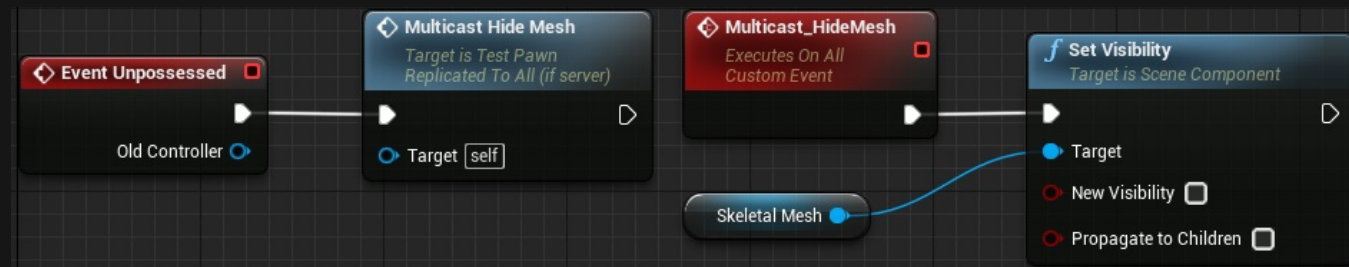 Event Unpossessed
Old Controller
Multicast Hide Mesh
Target is Test Pawn
Replicated To All (if server)
Target self
Multicast_HideMesh
Executes On All
Custom Event
Skeletal Mesh
f Set Visibility
Target is Scene Component
Target
New Visibility
Propagate to Children